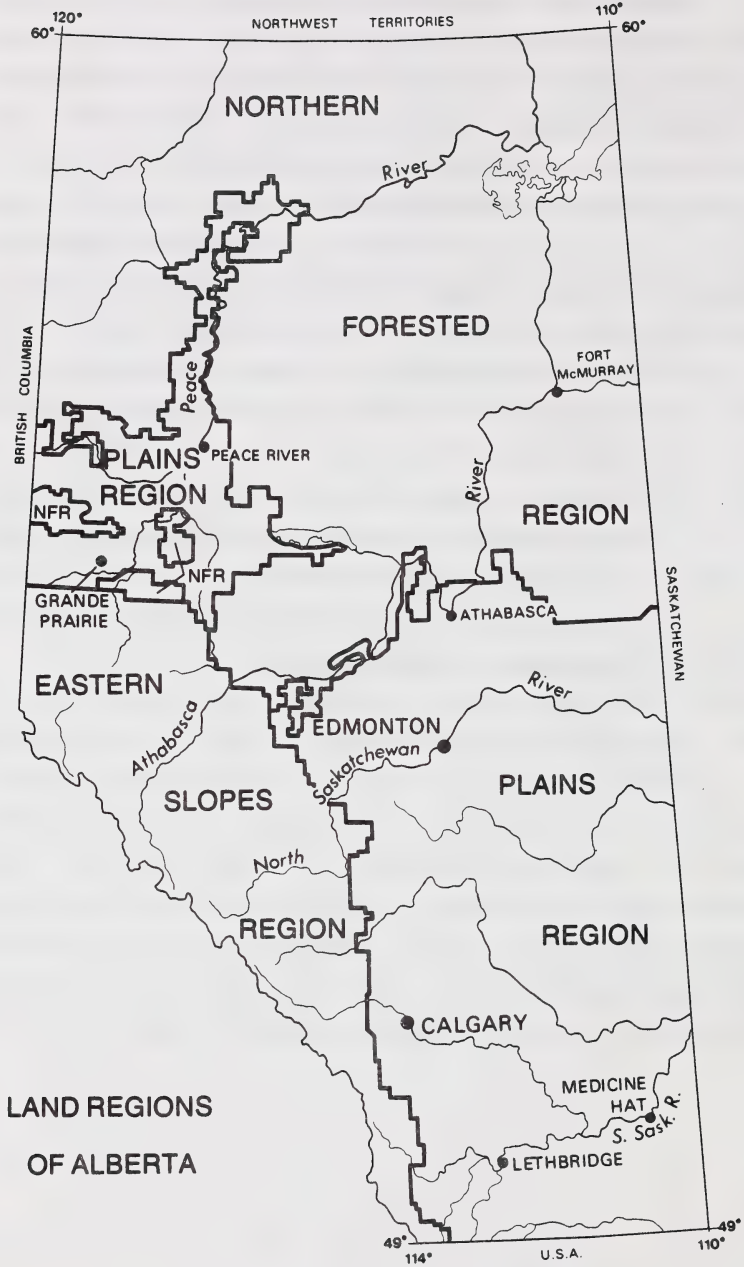 120°
NORTHWEST TERRITORIES
110°
60°
60°
NORTHERN
River
FORESTED
BRITISH COLUMBIA
FORT
McMURRAY
Peace
PLAINS
PEACE RIVER
REGION
River
NFR
REGION
NFR
GRANDE
PRAIRIE
ATHABASCA
SASKATCHEWAN
EASTERN
River
Athabasca
EDMONTON
Saskatchewan
SLOPES
PLAINS
North
REGION
REGION
CALGARY
LAND REGIONS
OF ALBERTA
MEDICINE
HAT
S. Sask. R.
LETHBRIDGE
49°
49°
114°
U.S.A.
110°